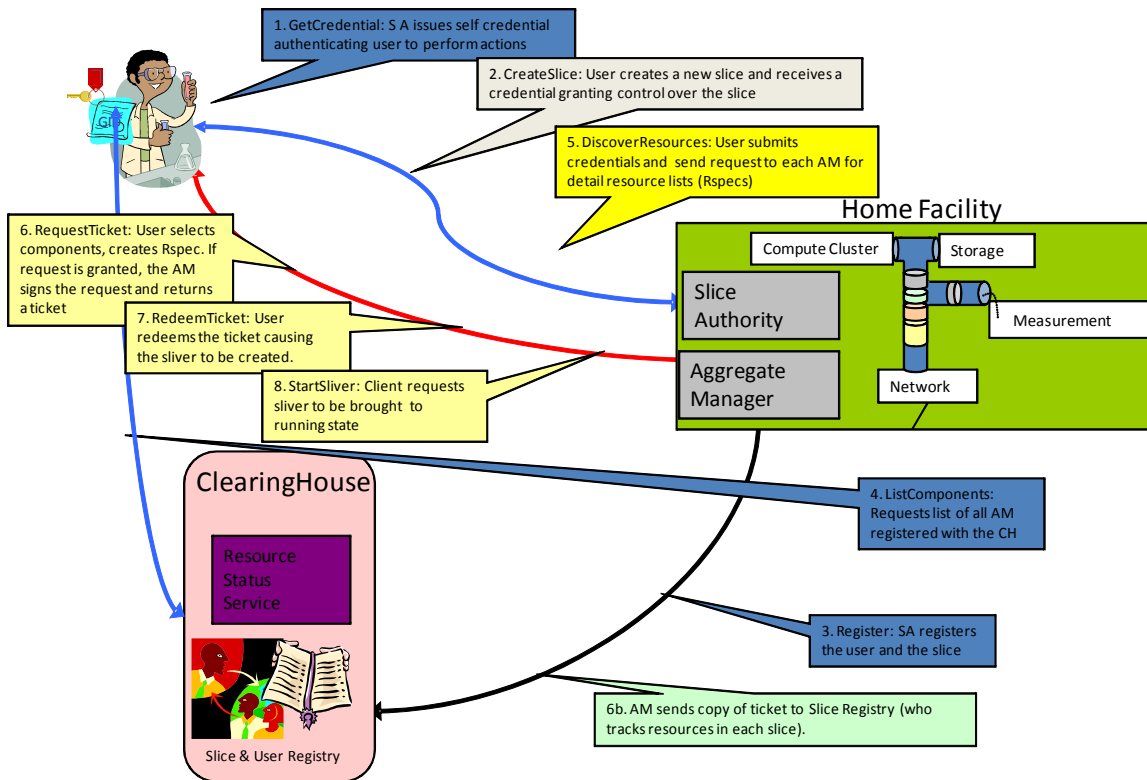 1. GetCredential: S A issues self credential
authenticating user to perform actions
2. CreateSlice: User creates a new slice and receives a
credential granting control over the slice
5. DiscoverResources: User submits
credentials and send request to each AM for
detail resource lists (Rspecs)
6. RequestTicket: User selects
components, creates Rspec. If
request is granted, the AM
signs the request and returns
a ticket
7. RedeemTicket: User
redeems the ticket causing
the sliver to be created.
8. StartSliver: Client requests
sliver to be brought to
running state
Home Facility
Compute Cluster
Storage
Slice
Authority
Measurement
Aggregate
Manager
Network
ClearingHouse
Resource
Status
Service
Slice & User Registry
4. ListComponents:
Requests list of all AM
registered with the CH
3. Register: SA registers
the user and the slice
6b. AM sends copy of ticket to Slice Registry (who
tracks resources in each slice).